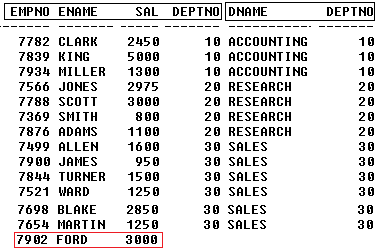 EMPNO ENAME SAL DEPTNO DNAME DEPTNO
7782 CLARK 2450 10 ACCOUNTING 10
7839 KING 5000 10 ACCOUNTING 10
7934 MILLER 1300 10 ACCOUNTING 10
7566 JONES 2975 20 RESEARCH 20
7788 SCOTT 3000 20 RESEARCH 20
7369 SMITH 800 20 RESEARCH 20
7876 ADAMS 1100 20 RESEARCH 20
7499 ALLEN 1600 30 SALES 30
7900 JAMES 950 30 SALES 30
7844 TURNER 1500 30 SALES 30
7521 WARD 1250 30 SALES 30
7698 BLAKE 2850 30 SALES 30
7654 MARTIN 1250 30 SALES 30
7902 FORD 3000